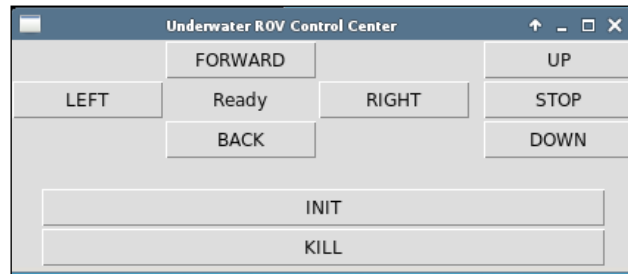 Underwater ROV Control Center
FORWARD UP
LEFT Ready RIGHT STOP
BACK DOWN
INIT
KILL